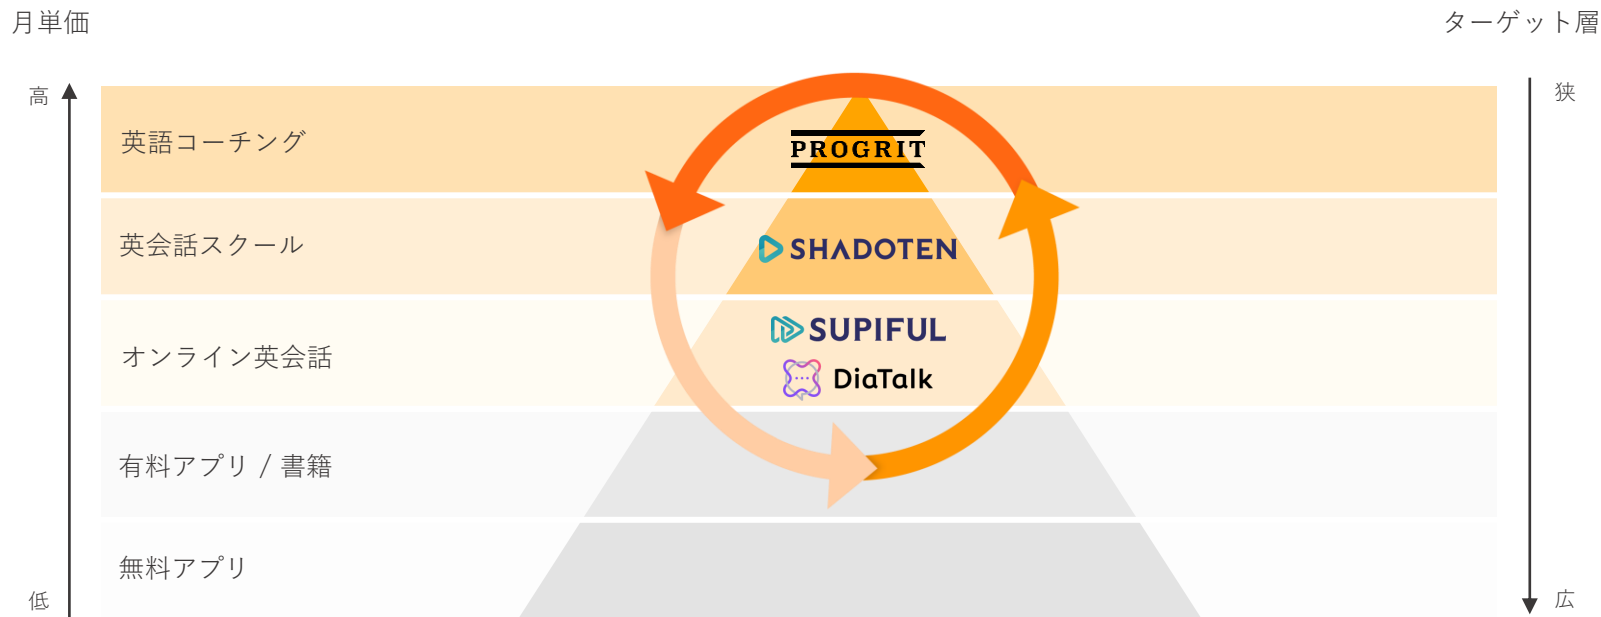 月単価
ターゲット層
高
狭
英語コーチング
PROGRIT
英会話スクール
SHADOTEN
オンライン英会話
SUPIFUL
DiaTalk
有料アプリ / 書籍
無料アプリ
低
広